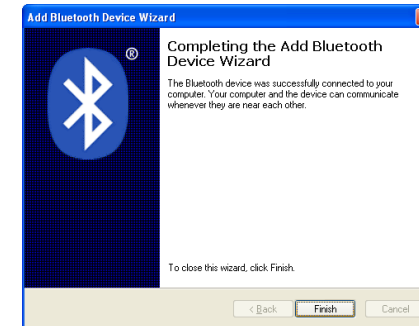 Add Bluetooth Device Wizard
®
Completing the Add Bluetooth
Device Wizard
The Bluetooth device was successfully connected to your
computer. Your computer and the device can communicate
whenever they are near each other.
To close this wizard, click Finish.
< Back Finish Cancel